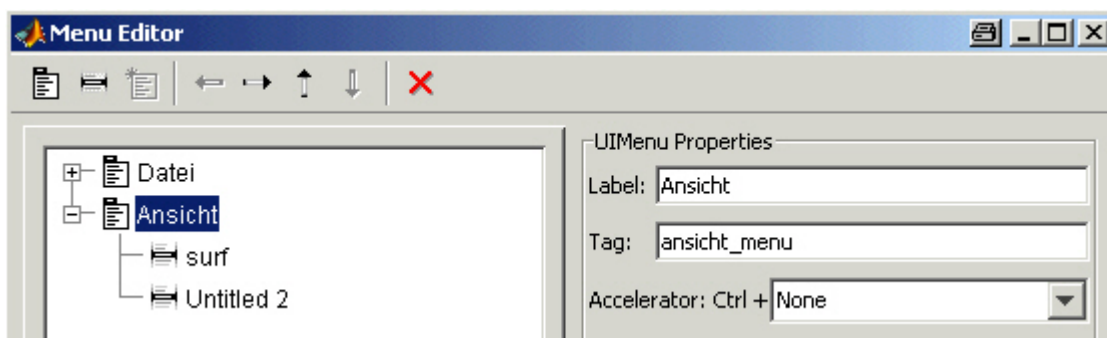 Menu Editor
Datei
Ansicht
surf
Untitled 2
UIMenu Properties
Label: Ansicht
Tag: ansicht_menu
Accelerator: Ctrl + None